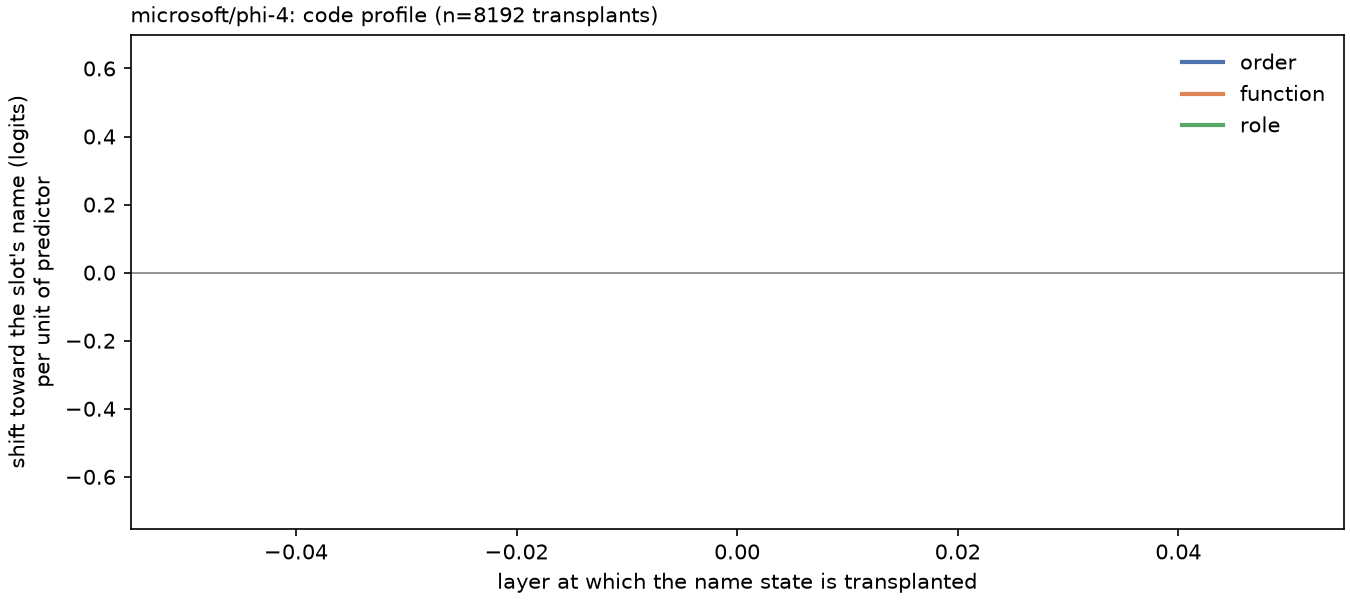 microsoft/phi-4: code profile (n=8192 transplants)
order
function
role
shift toward the slot's name (logits)
per unit of predictor
0.6
0.4
0.2
0.0
−0.2
−0.4
−0.6
−0.04
−0.02
0.00
0.02
0.04
layer at which the name state is transplanted